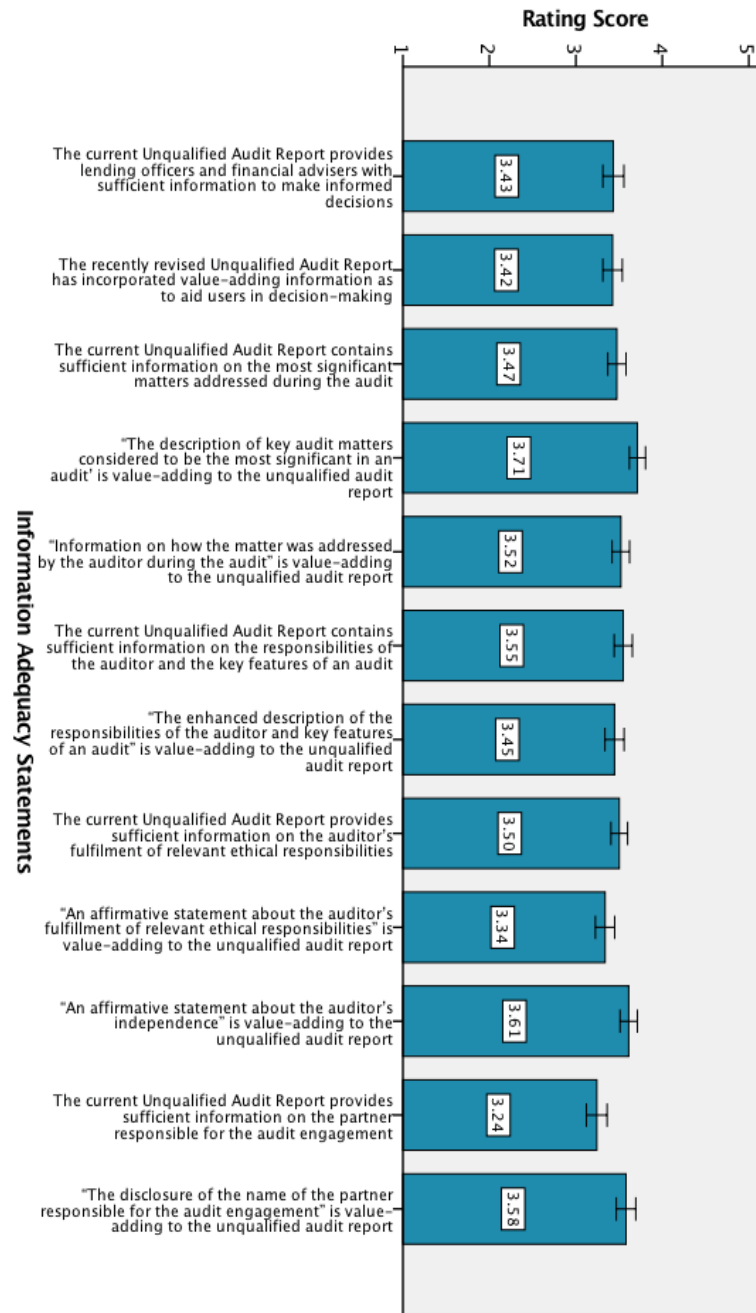 Rating Score
1
2
3
4
5
The current Unqualified Audit Report provides
lending officers and financial advisers with
sufficient information to make informed
decisions
3.43
The recently revised Unqualified Audit Report
has incorporated value-adding information as
to aid users in decision-making
3.42
The current Unqualified Audit Report contains
sufficient information on the most significant
matters addressed during the audit
3.47
“The description of key audit matters
considered to be the most significant in an
audit’ is value-adding to the unqualified audit
report
3.71
“Information on how the matter was addressed
by the auditor during the audit” is value-adding
to the unqualified audit report
3.52
The current Unqualified Audit Report contains
sufficient information on the responsibilities of
the auditor and the key features of an audit
3.55
“The enhanced description of the
responsibilities of the auditor and key features
of an audit” is value-adding to the unqualified
audit report
3.45
The current Unqualified Audit Report provides
sufficient information on the auditor’s
fulfilment of relevant ethical responsibilities
3.50
“An affirmative statement about the auditor’s
fulfillment of relevant ethical responsibilities” is
value-adding to the unqualified audit report
3.34
“An affirmative statement about the auditor’s
independence” is value-adding to the
unqualified audit report
3.61
The current Unqualified Audit Report provides
sufficient information on the partner
responsible for the audit engagement
3.24
“The disclosure of the name of the partner
responsible for the audit engagement” is value-
adding to the unqualified audit report
3.58
Information Adequacy Statements